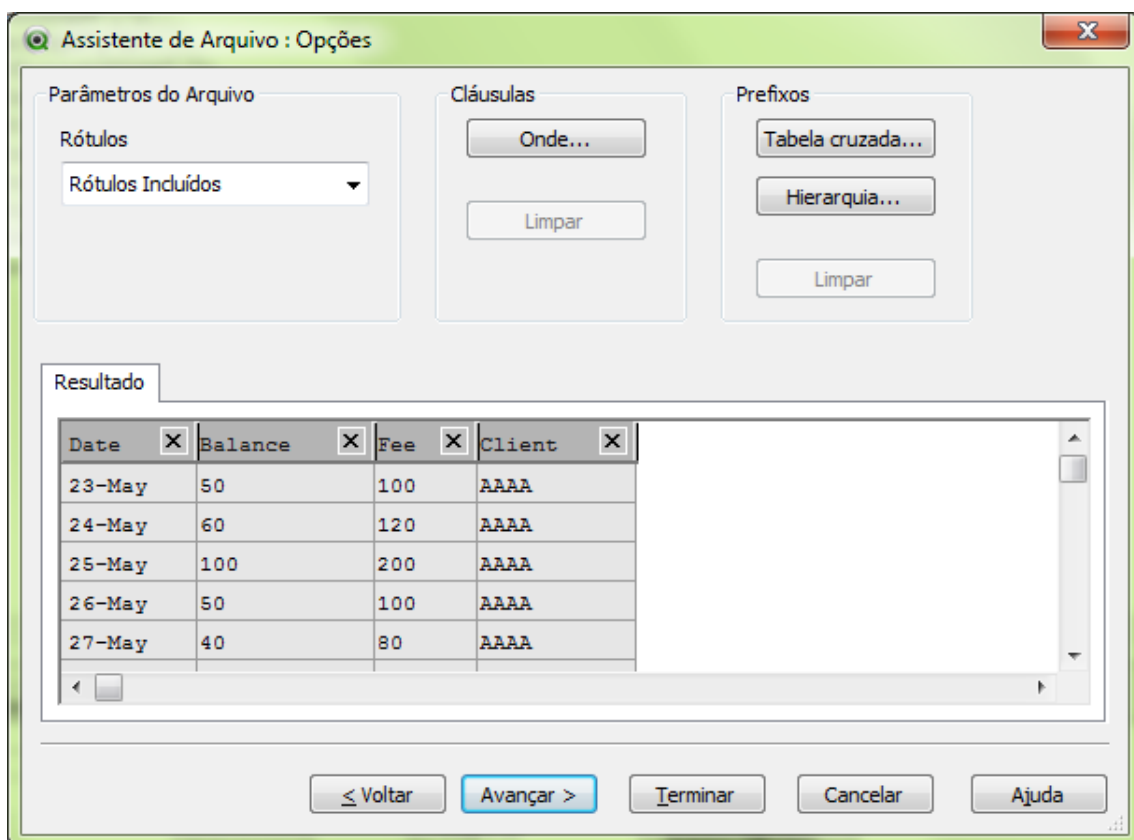 Assistente de Arquivo : Opções
Parâmetros do Arquivo
Cláusulas
Prefixos
Rótulos
Onde...
Tabela cruzada...
Rótulos Incluídos
Hierarquia...
Limpar
Limpar
Resultado
Date Balance Fee Client
23-May 50 100 AAAA
24-May 60 120 AAAA
25-May 100 200 AAAA
26-May 50 100 AAAA
27-May 40 80 AAAA
< Voltar Avançar > Terminar Cancelar Ajuda